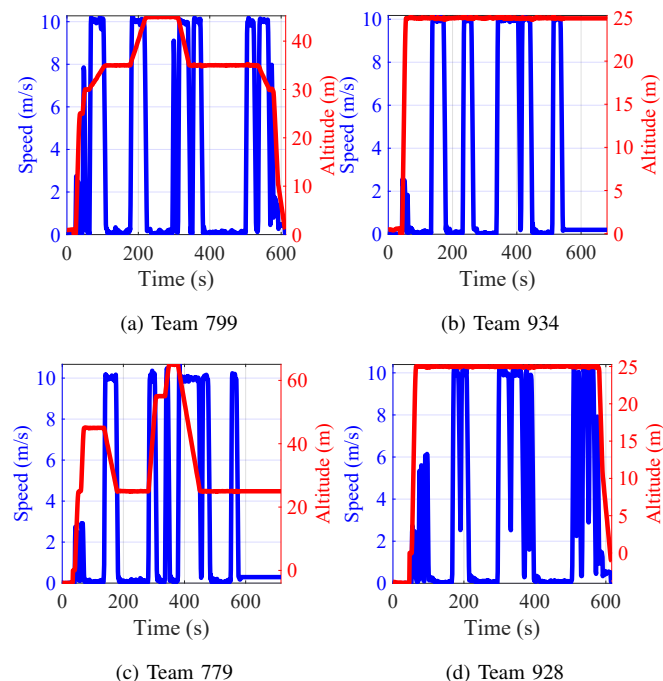 10
8
6
4
2
0
Speed (m/s)
40
30
20
10
0
Altitude (m)
0 200 400 600
Time (s)
(a) Team 799
10
8
6
4
2
0
Speed (m/s)
25
20
15
10
5
0
Altitude (m)
0 200 400 600
Time (s)
(b) Team 934
10
8
6
4
2
0
Speed (m/s)
60
40
20
0
Altitude (m)
0 200 400 600
Time (s)
(c) Team 779
10
8
6
4
2
0
Speed (m/s)
25
20
15
10
5
0
Altitude (m)
0 200 400 600
Time (s)
(d) Team 928